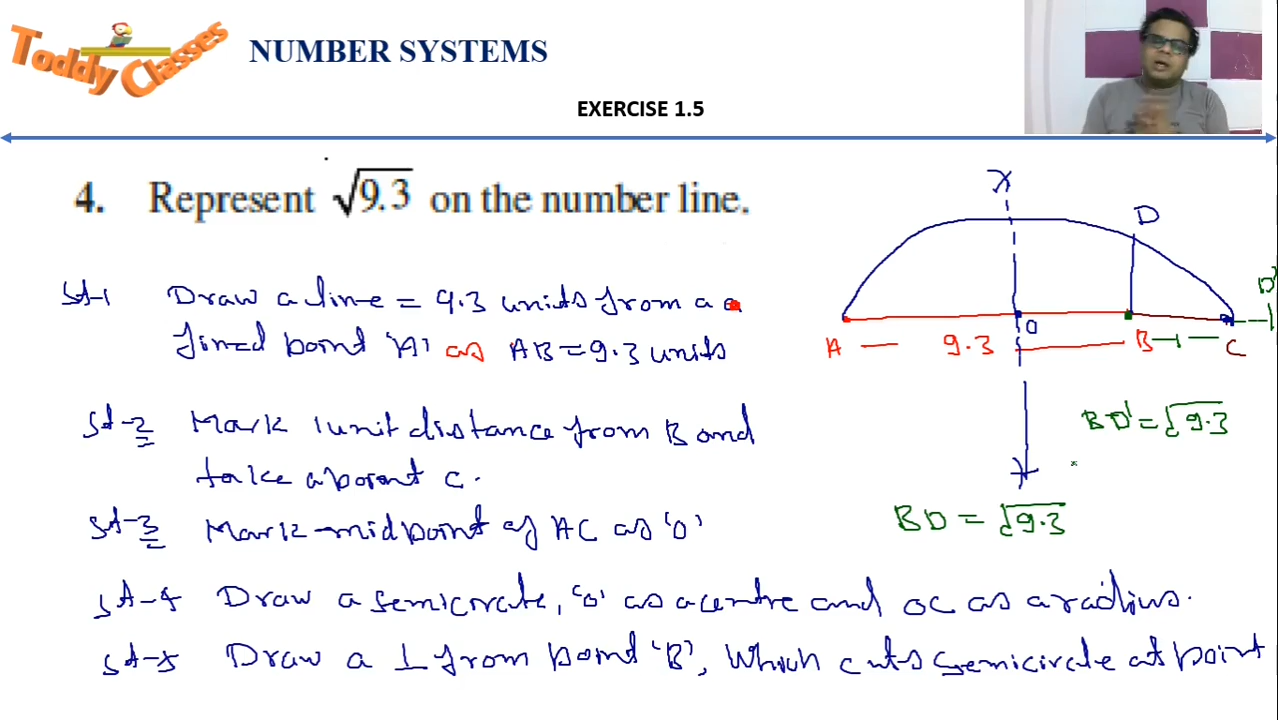 Toddy Classes
NUMBER SYSTEMS
EXERCISE 1.5
4. Represent √9.3 on the number line.
St-1 Draw a line = 9.3 units from a
fixed point 'A' as AB = 9.3 units
St-2 Mark 1 unit distance from B and
take a point C.
St-3 Mark midpoint of AC as 'O'
St-4 Draw a semicircle, 'O' as a centre and OC as a radius.
St-5 Draw a ⊥ from point 'B', which cuts semicircle at point
X
D
D'
O
A — 9.3 B — 1 — C
BD' = √9.3
BD = √9.3